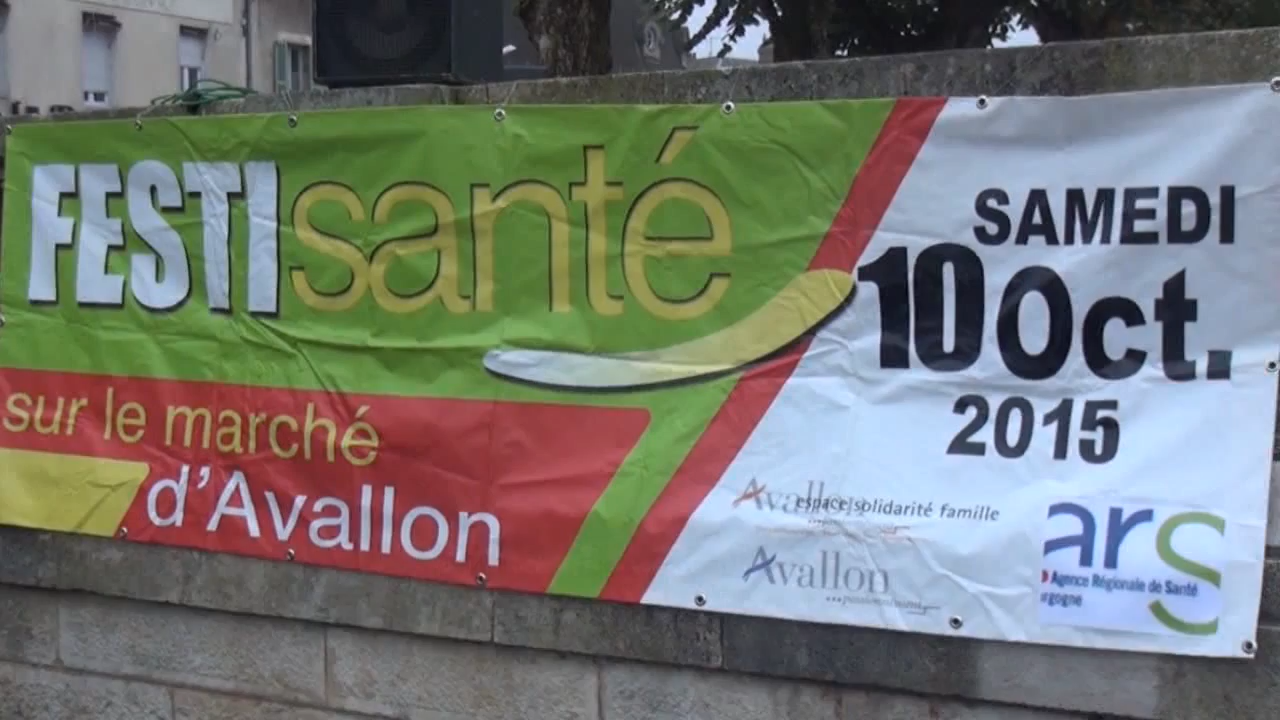 FESTIsanté
sur le marché
d'Avallon
SAMEDI
10 Oct.
2015
Avallon
espace solidarité famille
Avallon
ars
Agence Régionale de Santé